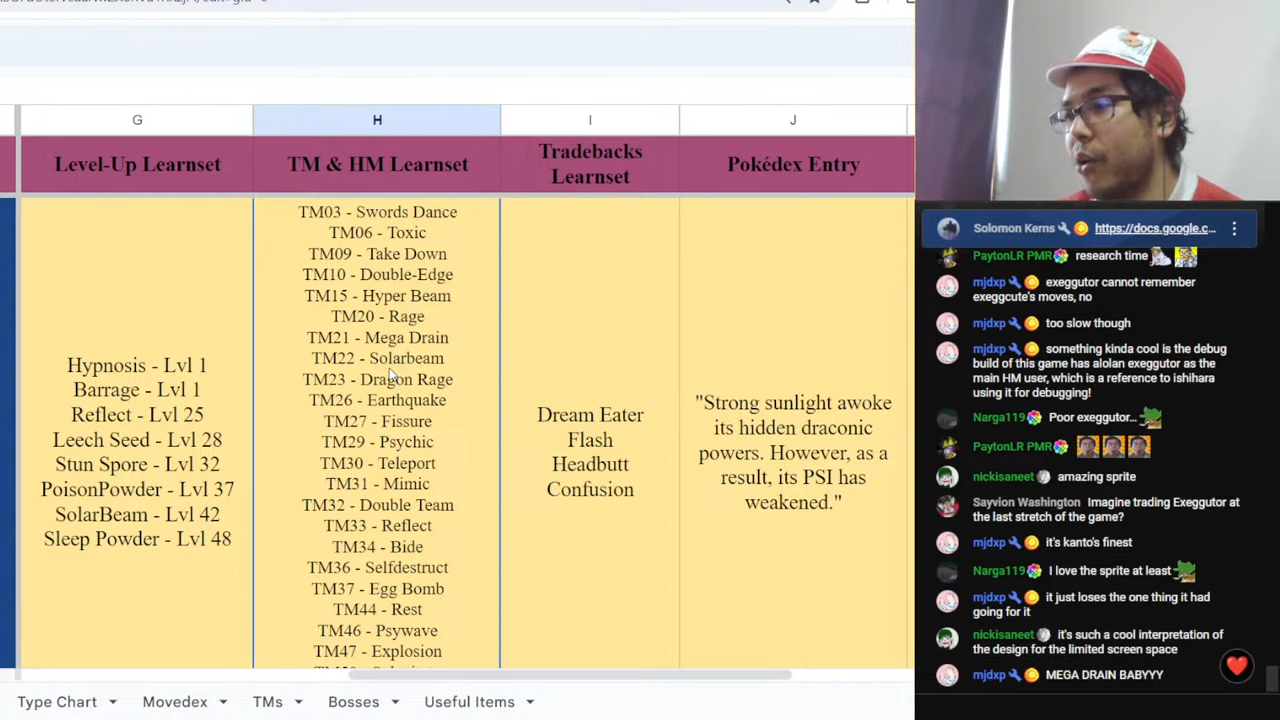 G
H
I
J
Level-Up Learnset
TM & HM Learnset
Tradebacks
Learnset
Pokédex Entry
Hypnosis - Lvl 1
Barrage - Lvl 1
Reflect - Lvl 25
Leech Seed - Lvl 28
Stun Spore - Lvl 32
PoisonPowder - Lvl 37
SolarBeam - Lvl 42
Sleep Powder - Lvl 48
TM03 - Swords Dance
TM06 - Toxic
TM09 - Take Down
TM10 - Double-Edge
TM15 - Hyper Beam
TM20 - Rage
TM21 - Mega Drain
TM22 - Solarbeam
TM23 - Dragon Rage
TM26 - Earthquake
TM27 - Fissure
TM29 - Psychic
TM30 - Teleport
TM31 - Mimic
TM32 - Double Team
TM33 - Reflect
TM34 - Bide
TM36 - Selfdestruct
TM37 - Egg Bomb
TM44 - Rest
TM46 - Psywave
TM47 - Explosion
Dream Eater
Flash
Headbutt
Confusion
"Strong sunlight awoke
its hidden draconic
powers. However, as a
result, its PSI has
weakened."
Type Chart
Movedex
TMs
Bosses
Useful Items
Solomon Kerns https://docs.google.c...
PaytonLR PMR research time
mjdxp exeggutor cannot remember
exeggcute's moves, no
mjdxp too slow though
mjdxp something kinda cool is the debug
build of this game has alolan exeggutor as the
main HM user, which is a reference to ishihara
using it for debugging!
Narga119 Poor exeggutor...
PaytonLR PMR
nickisaneet amazing sprite
Sayvion Washington Imagine trading Exeggutor at
the last stretch of the game?
mjdxp it's kanto's finest
Narga119 I love the sprite at least
mjdxp it just loses the one thing it had
going for it
nickisaneet it's such a cool interpretation of
the design for the limited screen space
mjdxp MEGA DRAIN BABYYY